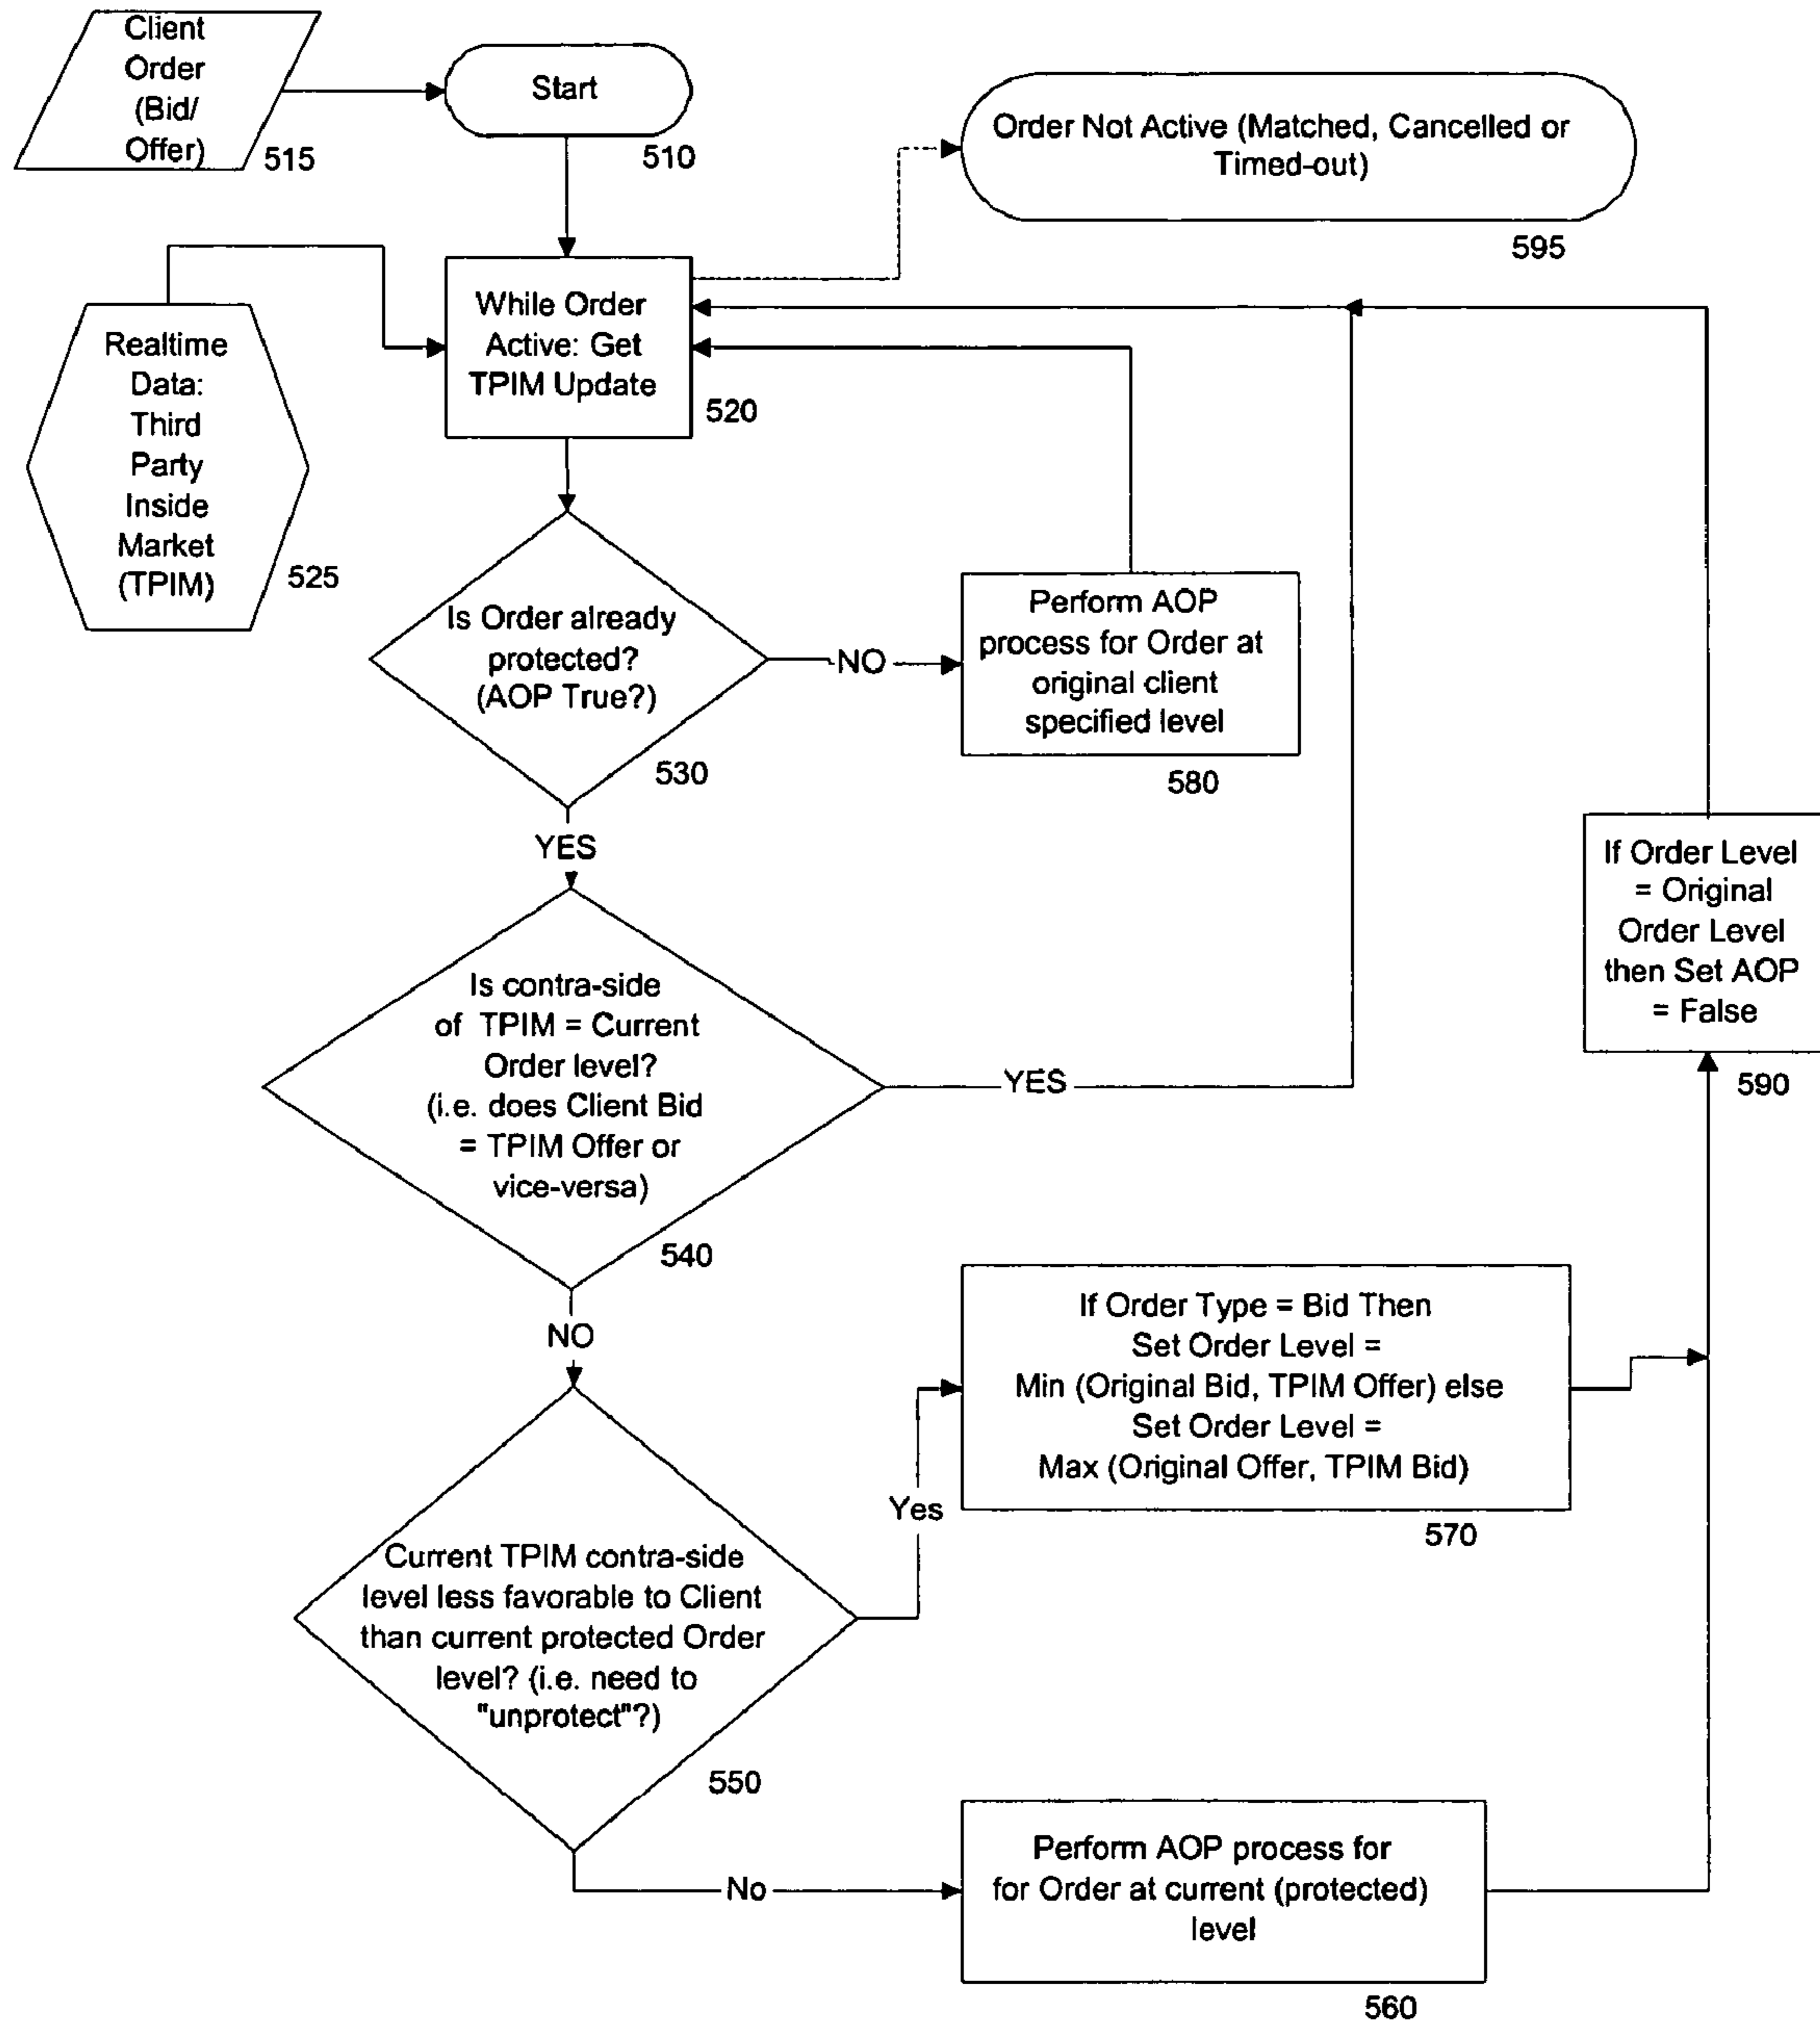 Client
Order
(Bid/
Offer)
515
Start
510
Order Not Active (Matched, Cancelled or
Timed-out)
595
Realtime
Data:
Third
Party
Inside
Market
(TPIM)
525
While Order
Active: Get
TPIM Update
520
Is Order already
protected?
(AOP True?)
530
NO
Perform AOP
process for Order at
original client
specified level
580
YES
Is contra-side
of TPIM = Current
Order level?
(i.e. does Client Bid
= TPIM Offer or
vice-versa)
540
YES
If Order Level
= Original
Order Level
then Set AOP
= False
590
NO
Current TPIM contra-side
level less favorable to Client
than current protected Order
level? (i.e. need to
"unprotect"?)
550
Yes
If Order Type = Bid Then
Set Order Level =
Min (Original Bid, TPIM Offer) else
Set Order Level =
Max (Original Offer, TPIM Bid)
570
No
Perform AOP process for
for Order at current (protected)
level
560